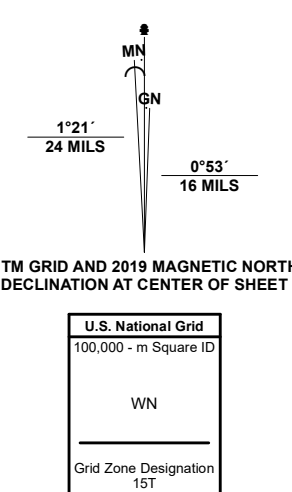 MN
GN
1°21´
24 MILS
0°53´
16 MILS
TM GRID AND 2019 MAGNETIC NORTH
DECLINATION AT CENTER OF SHEET
U.S. National Grid
100,000 - m Square ID
WN
Grid Zone Designation
15T